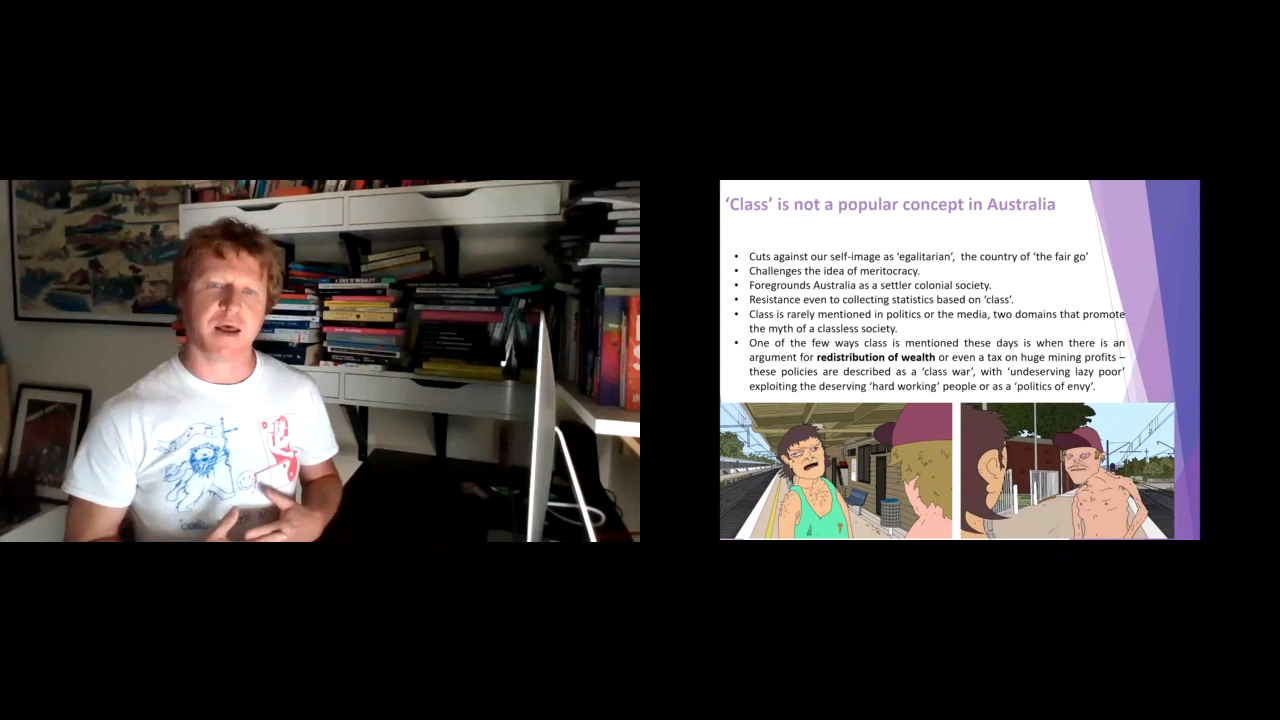 ‘Class’ is not a popular concept in Australia
• Cuts against our self-image as ‘egalitarian’, the country of ‘the fair go’
• Challenges the idea of meritocracy.
• Foregrounds Australia as a settler colonial society.
• Resistance even to collecting statistics based on ‘class’.
• Class is rarely mentioned in politics or the media, two domains that promote
the myth of a classless society.
• One of the few ways class is mentioned these days is when there is an
argument for redistribution of wealth or even a tax on huge mining profits –
these policies are described as a ‘class war’, with ‘undeserving lazy poor’
exploiting the deserving ‘hard working’ people or as a ‘politics of envy’.